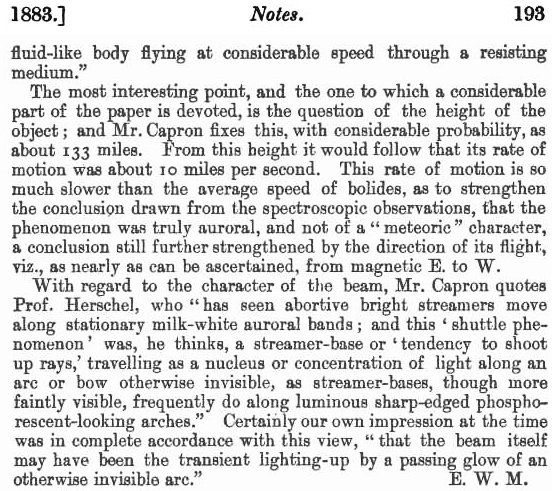 1883.] Notes. 193
fluid-like body flying at considerable speed through a resisting
medium.”
The most interesting point, and the one to which a considerable
part of the paper is devoted, is the question of the height of the
object; and Mr. Capron fixes this, with considerable probability, as
about 133 miles. From this height it would follow that its rate of
motion was about 10 miles per second. This rate of motion is so
much slower than the average speed of bolides, as to strengthen
the conclusion drawn from the spectroscopic observations, that the
phenomenon was truly auroral, and not of a “meteoric” character,
a conclusion still further strengthened by the direction of its flight,
viz., as nearly as can be ascertained, from magnetic E. to W.
With regard to the character of the beam, Mr. Capron quotes
Prof. Herschel, who “has seen abortive bright streamers move
along stationary milk-white auroral bands; and this ‘shuttle phe-
nomenon’ was, he thinks, a streamer-base or ‘tendency to shoot
up rays,’ travelling as a nucleus or concentration of light along an
arc or bow otherwise invisible, as streamer-bases, though more
faintly visible, frequently do along luminous sharp-edged phospho-
rescent-looking arches.” Certainly our own impression at the time
was in complete accordance with this view, “that the beam itself
may have been the transient lighting-up by a passing glow of an
otherwise invisible arc.” E. W. M.